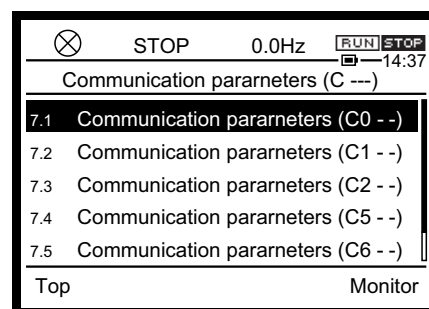 STOP 0.0Hz RUN STOP
14:37
Communication pararneters (C ---)
7.1 Communication pararneters (C0 - -)
7.2 Communication pararneters (C1 - -)
7.3 Communication pararneters (C2 - -)
7.4 Communication pararneters (C5 - -)
7.5 Communication pararneters (C6 - -)
Top Monitor